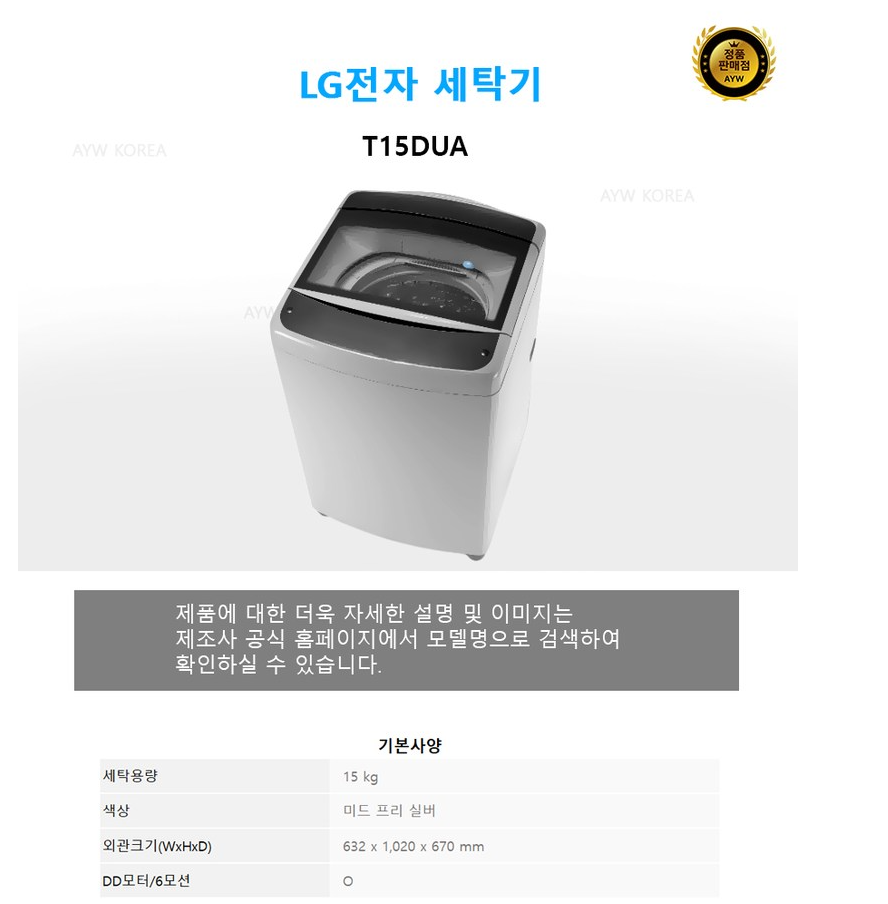 정품
판매점
AYW
LG전자 세탁기
T15DUA
AYW KOREA
AYW KOREA
AYW
제품에 대한 더욱 자세한 설명 및 이미지는
제조사 공식 홈페이지에서 모델명으로 검색하여
확인하실 수 있습니다.
기본사양
세탁용량 15 kg
색상 미드 프리 실버
외관크기(WxHxD) 632 x 1,020 x 670 mm
DD모터/6모션 O